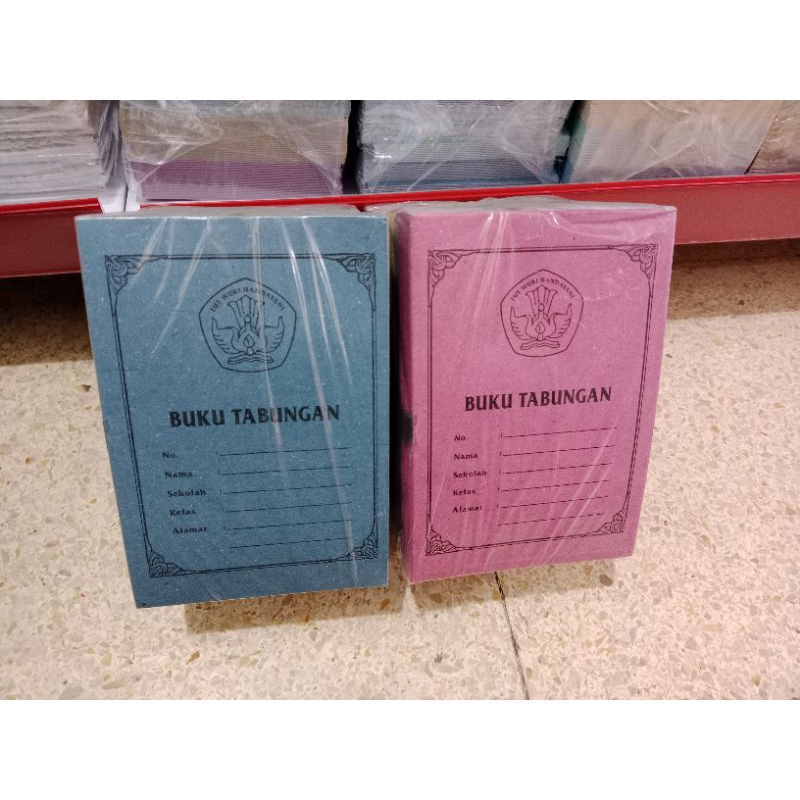 TUT WURI HANDAYANI
BUKU TABUNGAN
No. :
Nama :
Sekolah :
Kelas :
Alamat :
TUT WURI HANDAYANI
BUKU TABUNGAN
No :
Nama :
Sekolah :
Kelas :
Alamat :